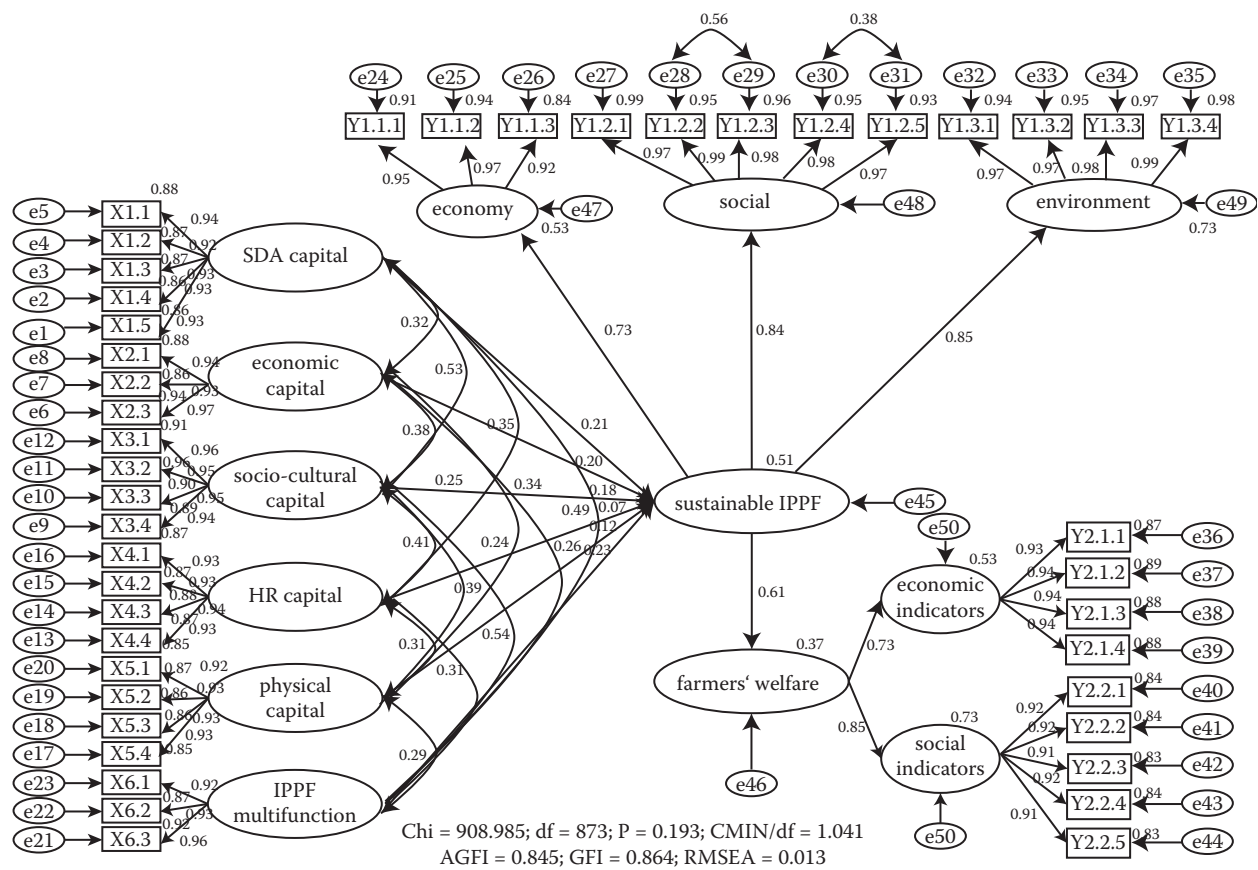 0.56 0.38
e24 e25 e26 e27 e28 e29 e30 e31 e32 e33 e34 e35
0.91 0.94 0.84 0.99 0.95 0.96 0.95 0.93 0.94 0.95 0.97 0.98
Y1.1.1 Y1.1.2 Y1.1.3 Y1.2.1 Y1.2.2 Y1.2.3 Y1.2.4 Y1.2.5 Y1.3.1 Y1.3.2 Y1.3.3 Y1.3.4
0.95 0.97 0.92 0.97 0.99 0.98 0.98 0.97 0.97 0.97 0.98 0.99
economy e47 social e48 environment e49
0.53 0.73
0.73 0.84 0.85
0.88
e5 X1.1 0.94
e4 X1.2 0.87 0.92
e3 X1.3 0.87 0.93
e2 X1.4 0.86 0.93
e1 X1.5 0.86 0.93
SDA capital
0.88
e8 X2.1 0.94
e7 X2.2 0.86 0.93
e6 X2.3 0.94 0.97
economic
capital
0.91
e12 X3.1 0.96
e11 X3.2 0.96 0.95
e10 X3.3 0.90 0.95
e9 X3.4 0.89 0.94
socio-cultural
capital
0.87
e16 X4.1 0.93
e15 X4.2 0.87 0.93
e14 X4.3 0.88 0.94
e13 X4.4 0.87 0.93
HR capital
0.85
e20 X5.1 0.87 0.92
e19 X5.2 0.86 0.93
e18 X5.3 0.86 0.93
e17 X5.4 0.85 0.93
physical
capital
e23 X6.1 0.92
e22 X6.2 0.87 0.93
e21 X6.3 0.92 0.96
IPPF
multifunction
0.32
0.53
0.38 0.35
0.34 0.49
0.41 0.24 0.26 0.23
0.39
0.31 0.54
0.31
0.29
0.21
0.20
0.25 0.18
0.07
0.12
sustainable IPPF 0.51 e45
0.61
farmers' welfare 0.37
e46
0.73
0.85
e50
economic
indicators
0.53
0.93 Y2.1.1 0.87 e36
0.94 Y2.1.2 0.89 e37
0.94 Y2.1.3 0.88 e38
0.94 Y2.1.4 0.88 e39
social
indicators
0.73
e50
0.92 Y2.2.1 0.84 e40
0.92 Y2.2.2 0.84 e41
0.91 Y2.2.3 0.83 e42
0.92 Y2.2.4 0.84 e43
0.91 Y2.2.5 0.83 e44
Chi = 908.985; df = 873; P = 0.193; CMIN/df = 1.041
AGFI = 0.845; GFI = 0.864; RMSEA = 0.013